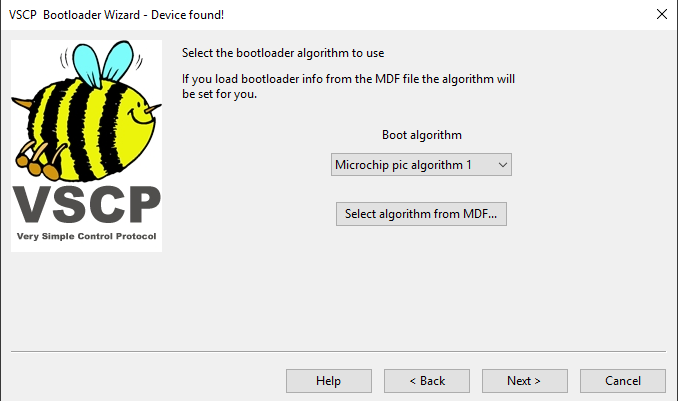 VSCP Bootloader Wizard - Device found!
Select the bootloader algorithm to use
If you load bootloader info from the MDF file the algorithm will
be set for you.
Boot algorithm
Microchip pic algorithm 1
Select algorithm from MDF...
VSCP
Very Simple Control Protocol
Help
< Back
Next >
Cancel